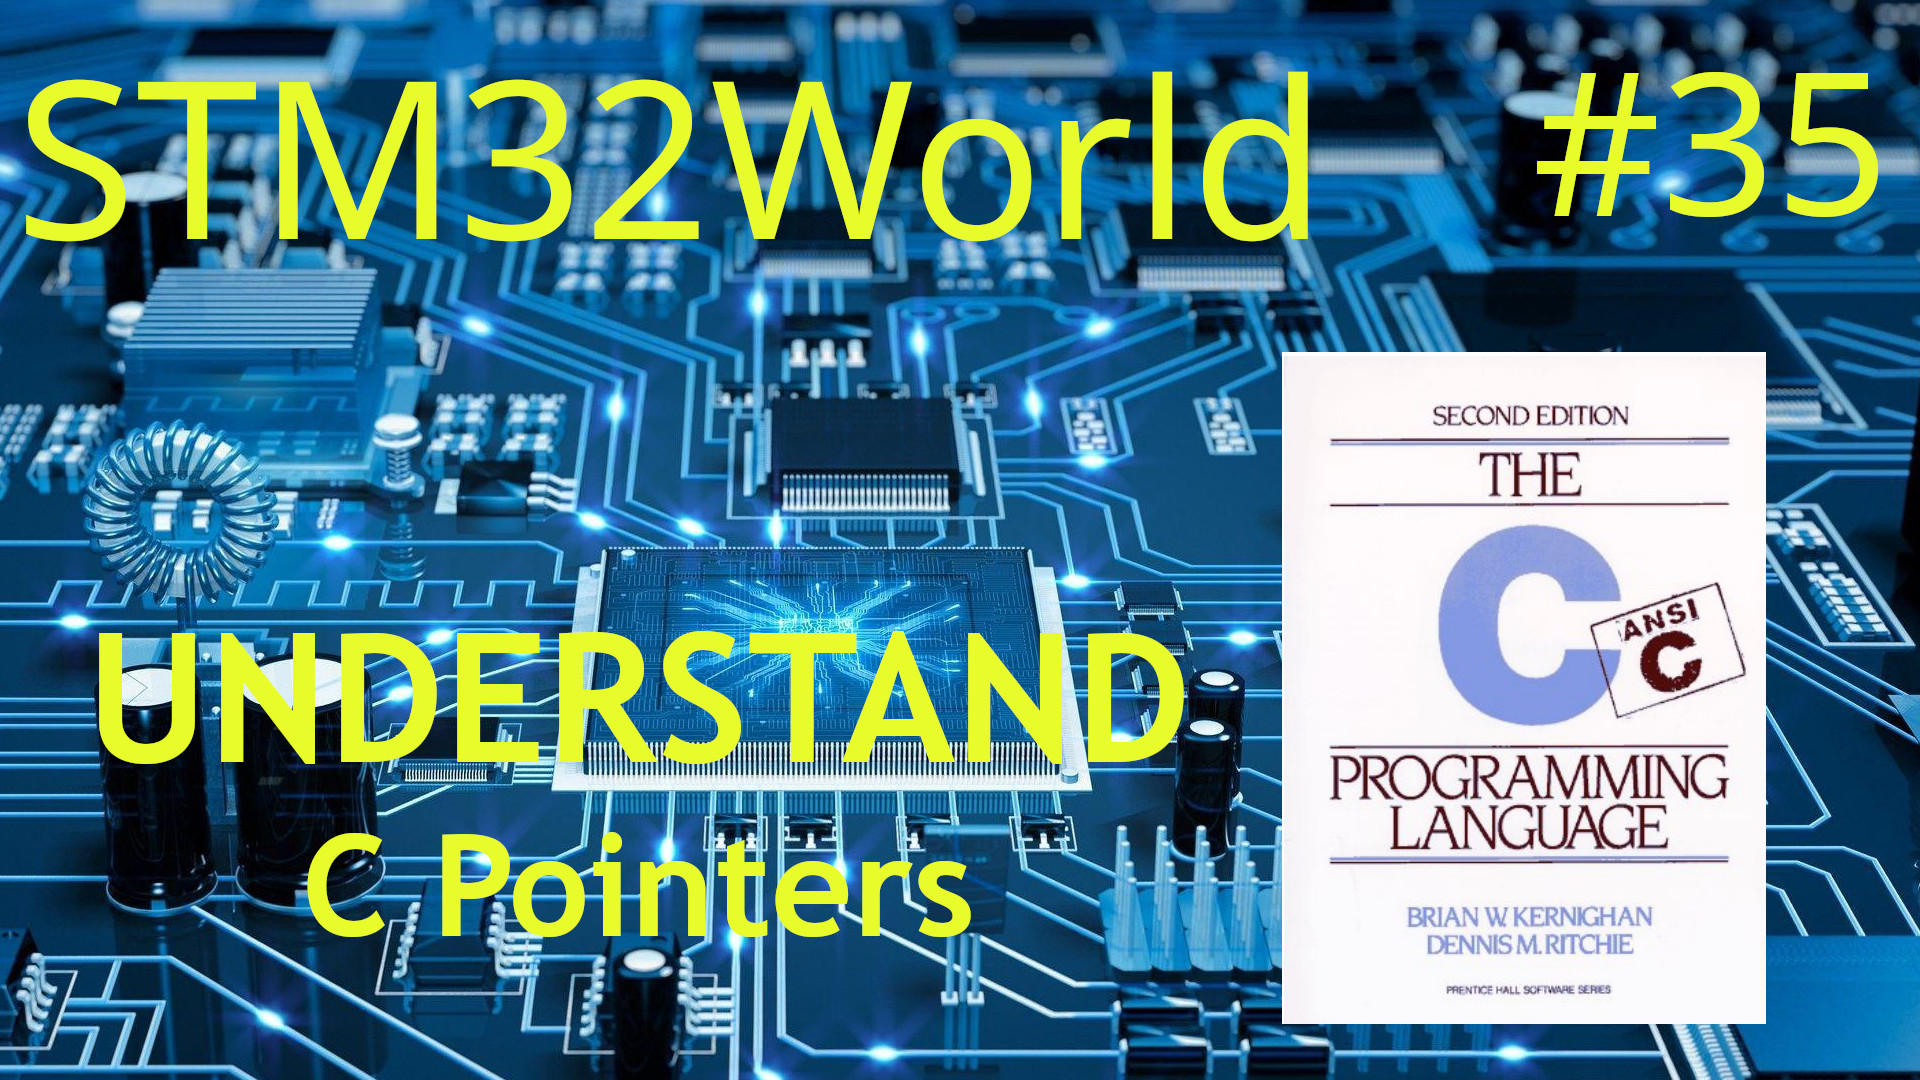 STM32World #35
UNDERSTAND
C Pointers
SECOND EDITION
THE
C
ANSI
C
PROGRAMMING
LANGUAGE
BRIAN W. KERNIGHAN
DENNIS M. RITCHIE
PRENTICE HALL SOFTWARE SERIES